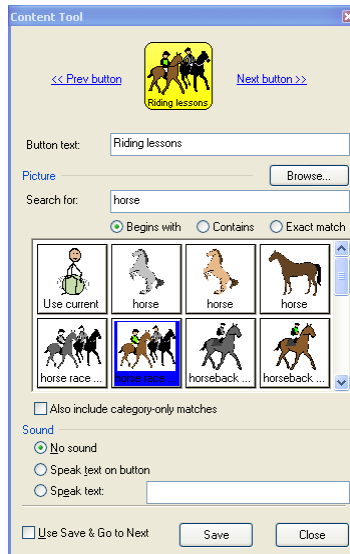 Content Tool
<< Prev button
Riding lessons
Next button >>
Button text: Riding lessons
Picture Browse...
Search for: horse
Begins with Contains Exact match
Use current horse horse horse
horse race ... horse race ... horseback ... horseback ...
Also include category-only matches
Sound
No sound
Speak text on button
Speak text:
Use Save & Go to Next Save Close